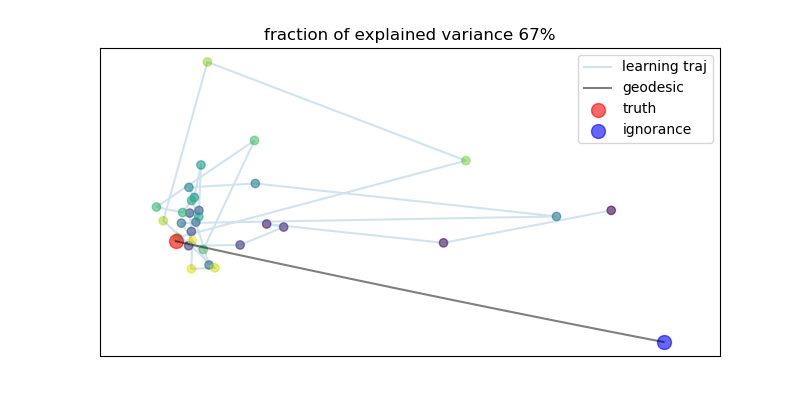 fraction of explained variance 67%
learning traj
geodesic
truth
ignorance